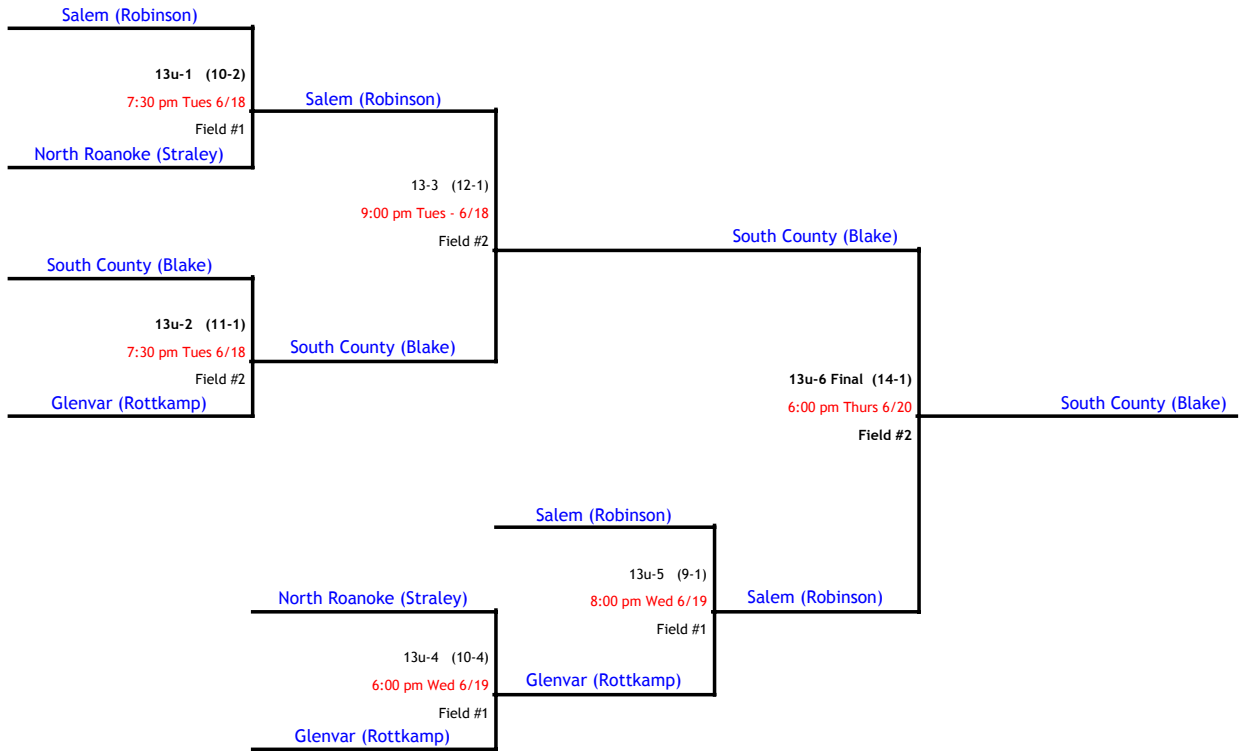 Salem (Robinson)
13u-1 (10-2)
7:30 pm Tues 6/18
Field #1
North Roanoke (Straley)
Salem (Robinson)
13-3 (12-1)
9:00 pm Tues - 6/18
Field #2
South County (Blake)
South County (Blake)
13u-2 (11-1)
7:30 pm Tues 6/18
Field #2
Glenvar (Rottkamp)
South County (Blake)
13u-6 Final (14-1)
6:00 pm Thurs 6/20
Field #2
South County (Blake)
Salem (Robinson)
13u-5 (9-1)
8:00 pm Wed 6/19
Field #1
Salem (Robinson)
North Roanoke (Straley)
13u-4 (10-4)
6:00 pm Wed 6/19
Field #1
Glenvar (Rottkamp)
Glenvar (Rottkamp)